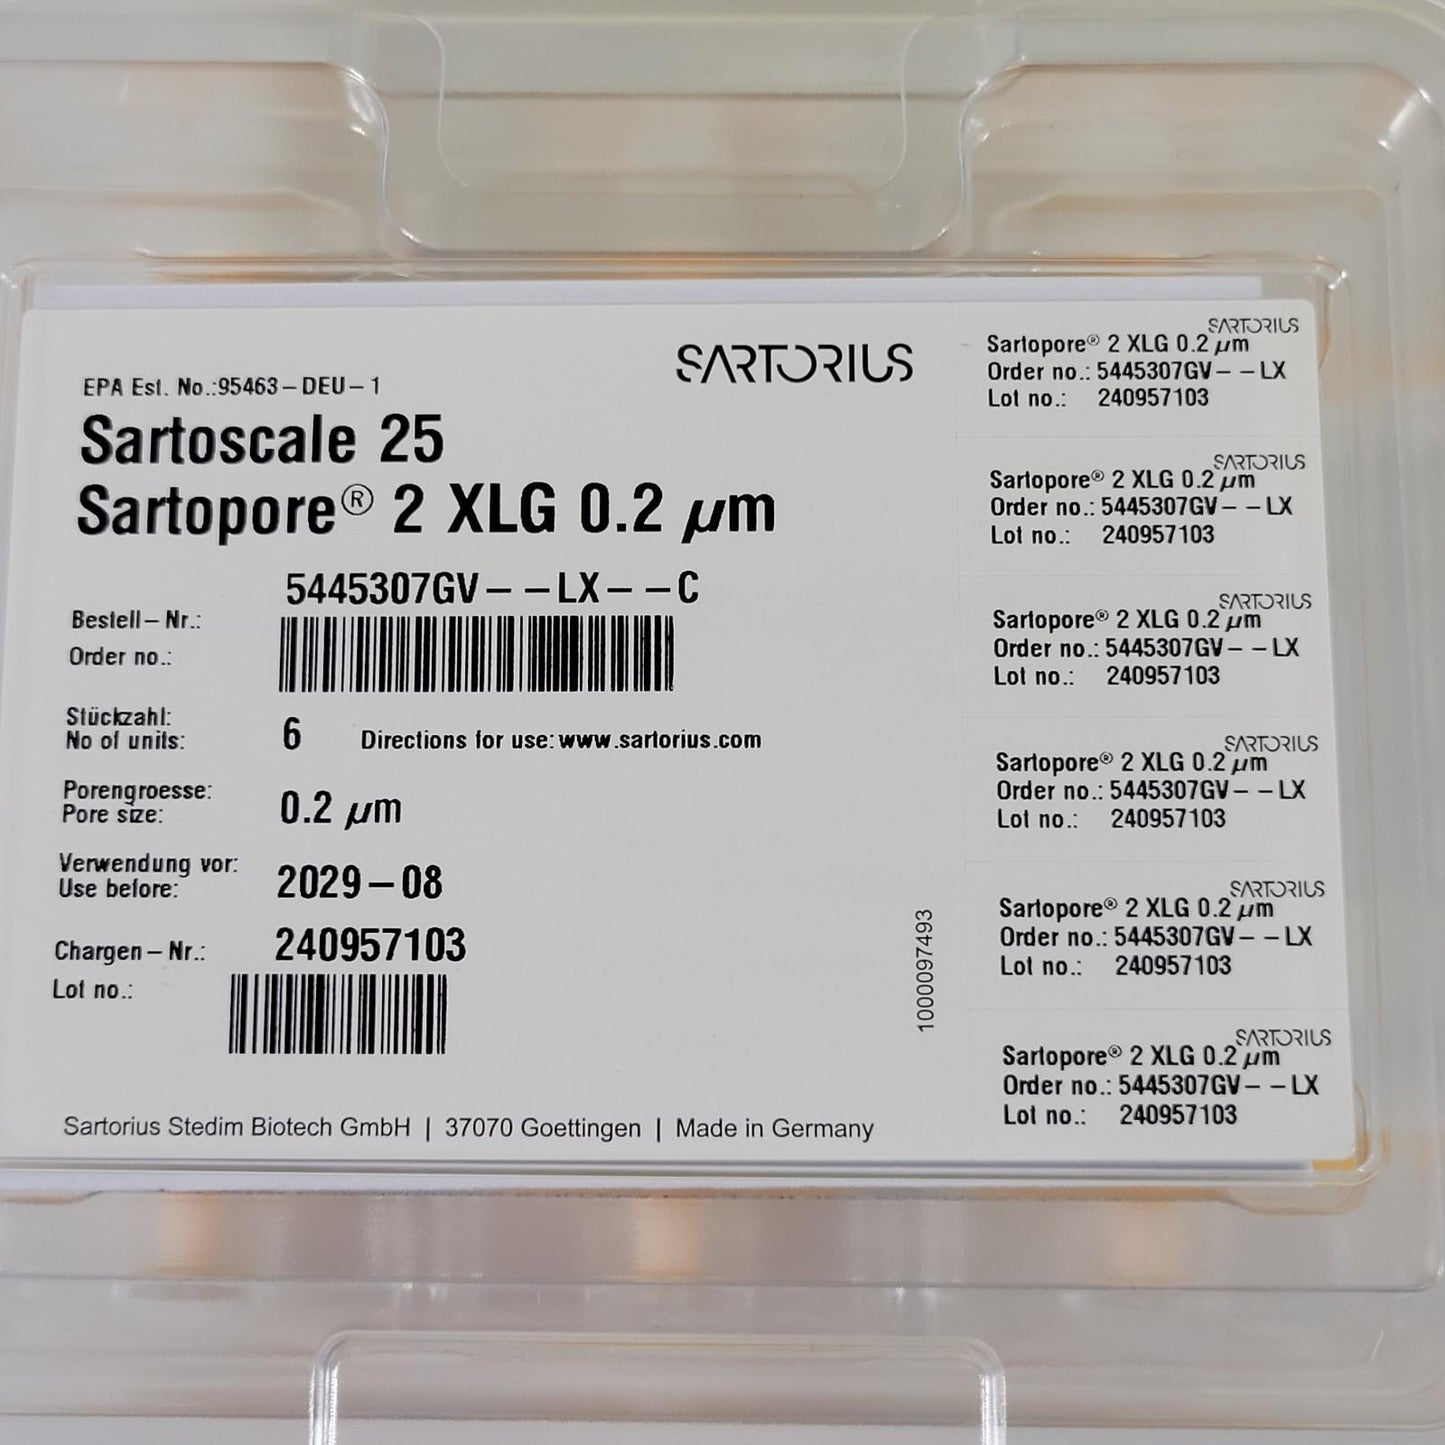 SARTORIUS
EPA Est. No.:95463-DEU-1
Sartoscale 25
Sartopore® 2 XLG 0.2 µm
5445307GV--LX--C
Bestell-Nr.:
Order no.:
Stückzahl:
No of units:
6
Directions for use: www.sartorius.com
Porengroesse:
Pore size:
0.2 µm
Verwendung vor:
Use before:
2029-08
Chargen-Nr.:
240957103
Lot no.:
1000097493
Sartorius Stedim Biotech GmbH | 37070 Goettingen | Made in Germany
SARTORIUS
Sartopore® 2 XLG 0.2 µm
Order no.: 5445307GV--LX
Lot no.: 240957103
SARTORIUS
Sartopore® 2 XLG 0.2 µm
Order no.: 5445307GV--LX
Lot no.: 240957103
SARTORIUS
Sartopore® 2 XLG 0.2 µm
Order no.: 5445307GV--LX
Lot no.: 240957103
SARTORIUS
Sartopore® 2 XLG 0.2 µm
Order no.: 5445307GV--LX
Lot no.: 240957103
SARTORIUS
Sartopore® 2 XLG 0.2 µm
Order no.: 5445307GV--LX
Lot no.: 240957103
SARTORIUS
Sartopore® 2 XLG 0.2 µm
Order no.: 5445307GV--LX
Lot no.: 240957103